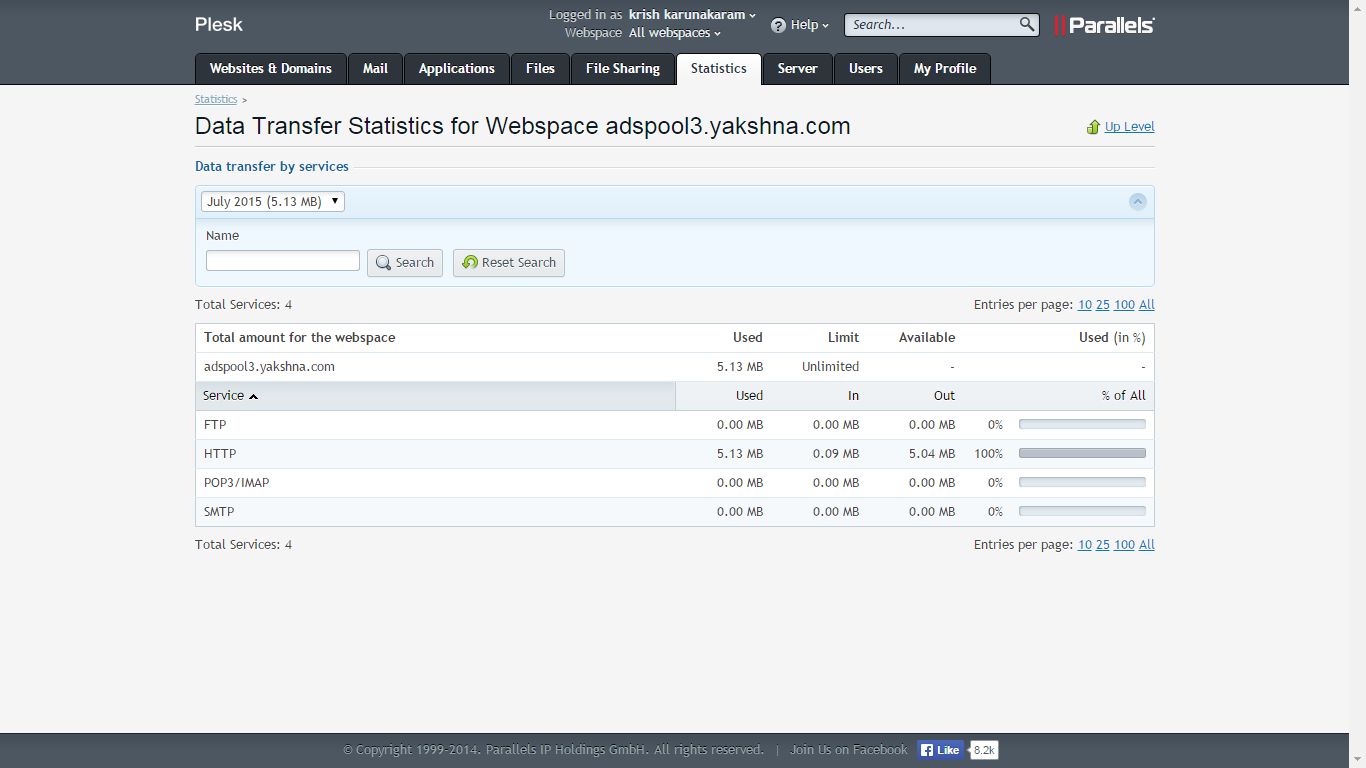 Plesk
Logged in as krish karunakaram
Webspace All webspaces
Help
Search...
Parallels
Websites & Domains Mail Applications Files File Sharing Statistics Server Users My Profile
Statistics >
Data Transfer Statistics for Webspace adspool3.yakshna.com
Up Level
Data transfer by services
July 2015 (5.13 MB)
Name
Search Reset Search
Total Services: 4 Entries per page: 10 25 100 All
Total amount for the webspace Used Limit Available Used (in %)
adspool3.yakshna.com 5.13 MB Unlimited - -
Service Used In Out % of All
FTP 0.00 MB 0.00 MB 0.00 MB 0%
HTTP 5.13 MB 0.09 MB 5.04 MB 100%
POP3/IMAP 0.00 MB 0.00 MB 0.00 MB 0%
SMTP 0.00 MB 0.00 MB 0.00 MB 0%
Total Services: 4 Entries per page: 10 25 100 All
© Copyright 1999-2014. Parallels IP Holdings GmbH. All rights reserved. | Join Us on Facebook Like 8.2k